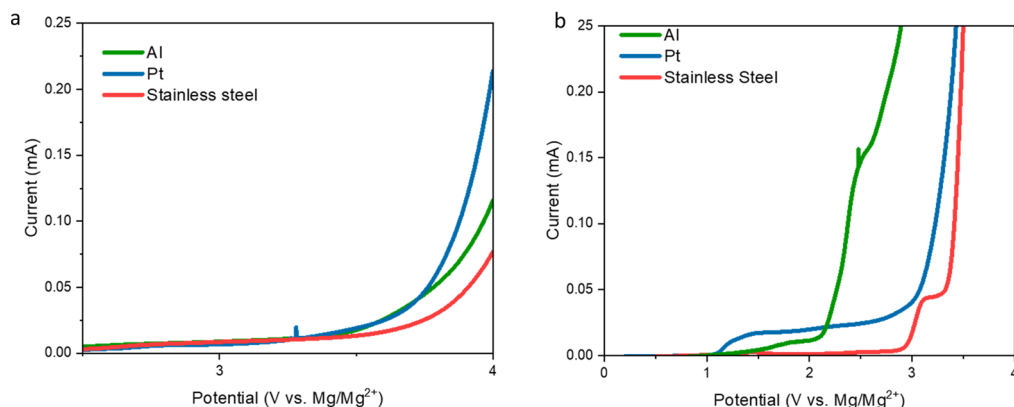 a
0.25
0.20
0.15
0.10
0.05
0.00
Current (mA)
Al
Pt
Stainless steel
3
4
Potential (V vs. Mg/Mg²⁺)
b
25
0.20
0.15
0.10
0.05
0.00
Current (mA)
Al
Pt
Stainless Steel
0
1
2
3
4
Potential (V vs. Mg/Mg²⁺)